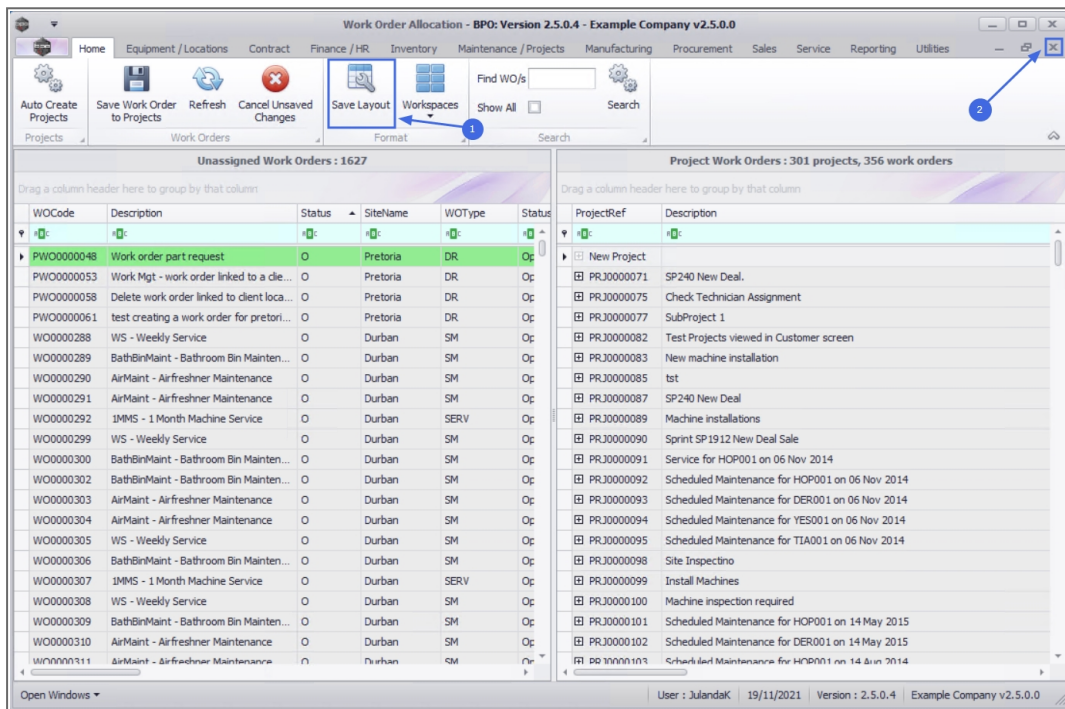 Work Order Allocation - BPO: Version 2.5.0.4 - Example Company v2.5.0.0
Home Equipment / Locations Contract Finance / HR Inventory Maintenance / Projects Manufacturing Procurement Sales Service Reporting Utilities
Auto Create Projects Save Work Order to Projects Refresh Cancel Unsaved Changes Save Layout Workspaces Find WO/s Show All Search
1 2
Projects Work Orders Format Search
Unassigned Work Orders : 1627 Project Work Orders : 301 projects, 356 work orders
Drag a column header here to group by that column Drag a column header here to group by that column
WOCode Description Status SiteName WOType Status ProjectRef Description
PWO0000048 Work order part request O Pretoria DR Op New Project
PWO0000053 Work Mgt - work order linked to a clie... O Pretoria DR Op PRJ0000071 SP240 New Deal.
PWO0000058 Delete work order linked to client loca... O Pretoria DR Op PRJ0000075 Check Technician Assignment
PWO0000061 test creating a work order for pretori... O Pretoria DR Op PRJ0000077 SubProject 1
WO0000288 WS - Weekly Service O Durban SM Op PRJ0000082 Test Projects viewed in Customer screen
WO0000289 BathBinMaint - Bathroom Bin Mainten... O Durban SM Op PRJ0000083 New machine installation
WO0000290 AirMaint - Airfreshner Maintenance O Durban SM Op PRJ0000085 tst
WO0000291 AirMaint - Airfreshner Maintenance O Durban SM Op PRJ0000087 SP240 New Deal
WO0000292 1MMS - 1 Month Machine Service O Durban SERV Op PRJ0000089 Machine installations
WO0000299 WS - Weekly Service O Durban SM Op PRJ0000090 Sprint SP1912 New Deal Sale
WO0000300 BathBinMaint - Bathroom Bin Mainten... O Durban SM Op PRJ0000091 Service for HOP001 on 06 Nov 2014
WO0000302 BathBinMaint - Bathroom Bin Mainten... O Durban SM Op PRJ0000092 Scheduled Maintenance for HOP001 on 06 Nov 2014
WO0000303 AirMaint - Airfreshner Maintenance O Durban SM Op PRJ0000093 Scheduled Maintenance for DER001 on 06 Nov 2014
WO0000304 AirMaint - Airfreshner Maintenance O Durban SM Op PRJ0000094 Scheduled Maintenance for YES001 on 06 Nov 2014
WO0000305 WS - Weekly Service O Durban SM Op PRJ0000095 Scheduled Maintenance for TIA001 on 06 Nov 2014
WO0000306 BathBinMaint - Bathroom Bin Mainten... O Durban SM Op PRJ0000098 Site Inspectino
WO0000307 1MMS - 1 Month Machine Service O Durban SERV Op PRJ0000099 Install Machines
WO0000308 WS - Weekly Service O Durban SM Op PRJ0000100 Machine inspection required
WO0000309 BathBinMaint - Bathroom Bin Mainten... O Durban SM Op PRJ0000101 Scheduled Maintenance for HOP001 on 14 May 2015
WO0000310 AirMaint - Airfreshner Maintenance O Durban SM Op PRJ0000102 Scheduled Maintenance for DER001 on 14 May 2015
WO0000311 AirMaint - Airfreshner Maintenance O Durban SM Op PRJ0000103 Scheduled Maintenance for HOP001 on 14 Aug 2014
Open Windows User : JulandaK 19/11/2021 Version : 2.5.0.4 Example Company v2.5.0.0